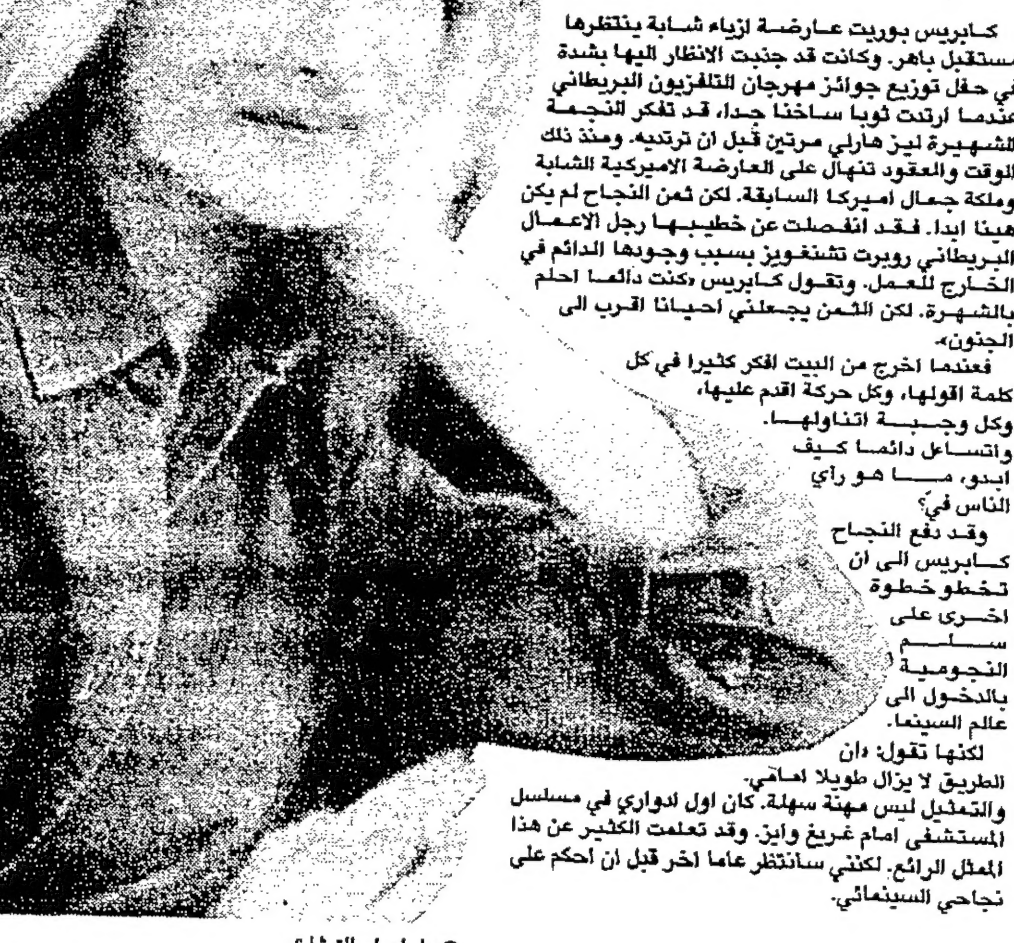 كابريس بوريت عارضة ازياء شابة ينتظرها
مستقبل باهر. وكانت قد جذبت الانظار اليها بشدة
في حفل توزيع جوائز مهرجان التلفزيون البريطاني
عندما ارتدت ثوبا ساخنا جدا، قد تفكر النجمة
الشهيرة ليز هارلي مرتين قبل ان ترتديه. ومنذ ذلك
الوقت والعقود تنهال على العارضة الاميركية الشابة
وملكة جمال اميركا السابقة. لكن ثمن النجاح لم يكن
هينا ابدا. فقد انفصلت عن خطيبها رجل الاعمال
البريطاني روبرت تشنغويز بسبب وجودها الدائم في
الخارج للعمل. وتقول كابريس «كنت دائما احلم
بالشهرة. لكن الثمن يجعلني احيانا اقرب الى
الجنون».
فعندما اخرج من البيت افكر كثيرا في كل
كلمة اقولها، وكل حركة اقدم عليها،
وكل وجبة اتناولها.
واتساءل دائما كيف
ابدو، ما هو رأي
الناس فيّ؟
وقد دفع النجاح
كابريس الى ان
تخطو خطوة
اخرى على
سلم
النجومية
بالدخول الى
عالم السينما.
لكنها تقول: «ان
الطريق لا يزال طويلا امامي.
والتمثيل ليس مهنة سهلة. كان اول ادواري في مسلسل
المستشفى امام غريغ وايز. وقد تعلمت الكثير عن هذا
الممثل الرائع. لكنني سأنتظر عاما اخر قبل ان احكم على
نجاحي السينمائي.